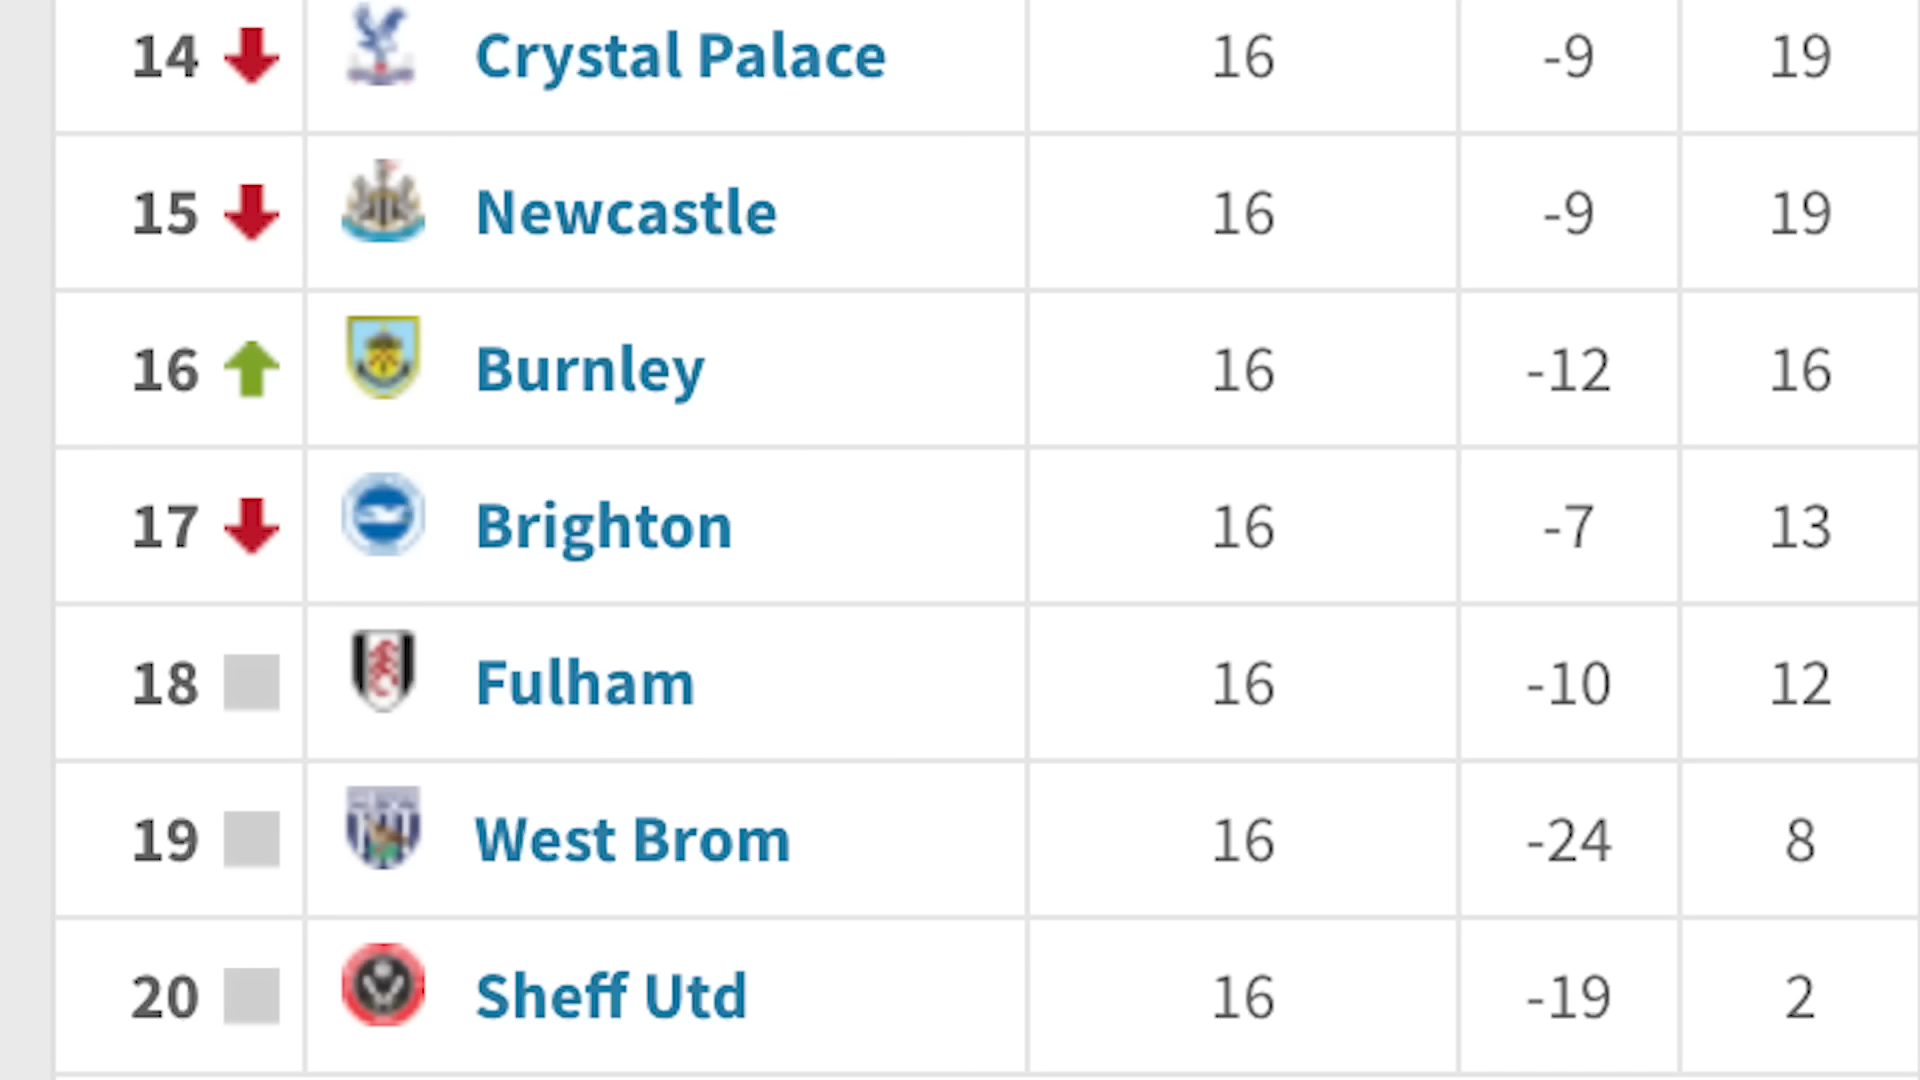 14 Crystal Palace 16 -9 19
15 Newcastle 16 -9 19
16 Burnley 16 -12 16
17 Brighton 16 -7 13
18 Fulham 16 -10 12
19 West Brom 16 -24 8
20 Sheff Utd 16 -19 2